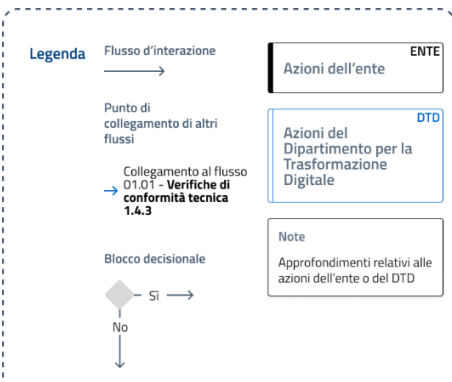 Legenda
Flusso d'interazione
Punto di
collegamento di altri
flussi
Collegamento al flusso
01.01 - Verifiche di
conformità tecnica
1.4.3
Blocco decisionale
Sì
No
ENTE
Azioni dell'ente
DTD
Azioni del
Dipartimento per la
Trasformazione
Digitale
Note
Approfondimenti relativi alle
azioni dell'ente o del DTD